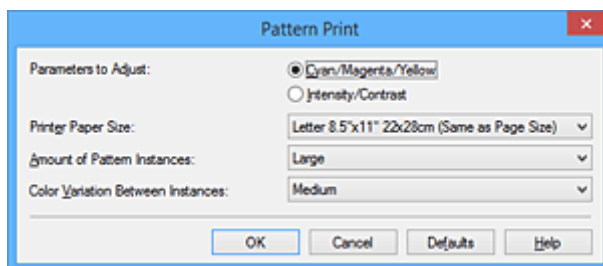 Pattern Print
Parameters to Adjust:
Cyan/Magenta/Yellow
Intensity/Contrast
Printer Paper Size:
Letter 8.5"x11" 22x28cm (Same as Page Size)
Amount of Pattern Instances:
Large
Color Variation Between Instances:
Medium
OK
Cancel
Defaults
Help